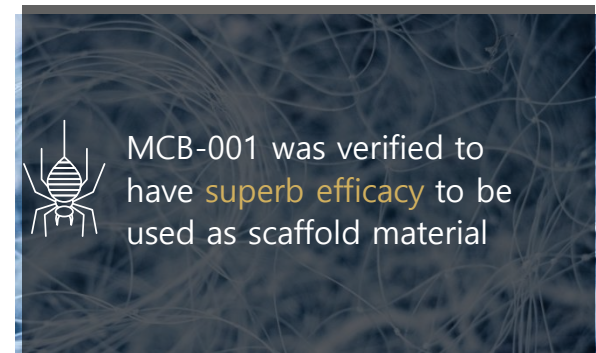 MCB-001 was verified to
have superb efficacy to be
used as scaffold material